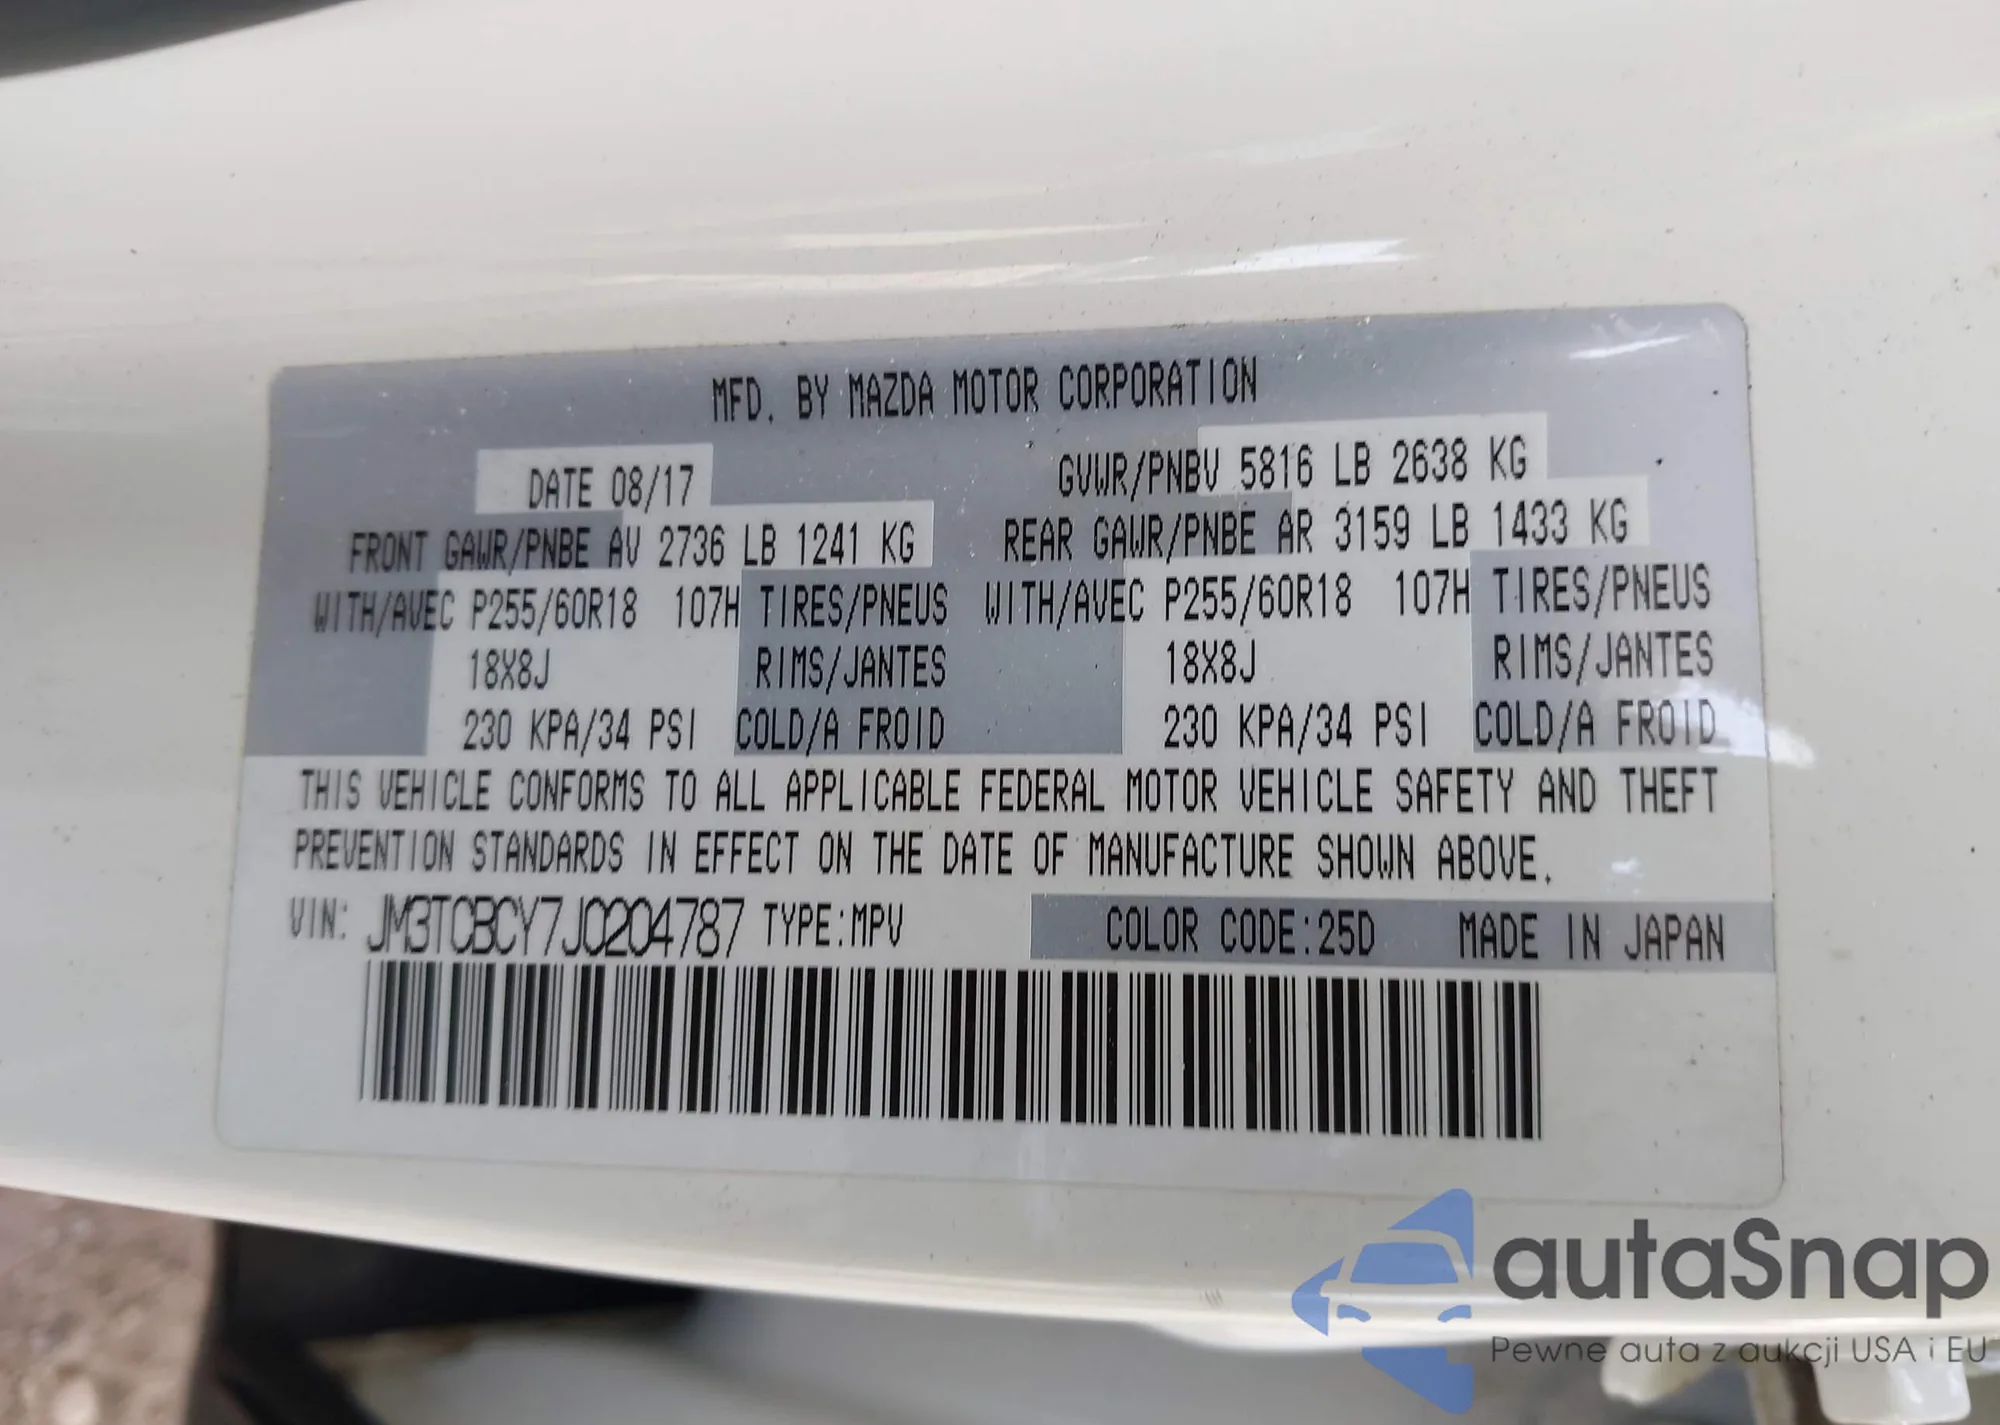 MFD. BY MAZDA MOTOR CORPORATION
DATE 08/17 GVWR/PNBV 5816 LB 2638 KG
FRONT GAWR/PNBE AV 2736 LB 1241 KG REAR GAWR/PNBE AR 3159 LB 1433 KG
WITH/AVEC P255/60R18 107H TIRES/PNEUS WITH/AVEC P255/60R18 107H TIRES/PNEUS
18X8J RIMS/JANTES 18X8J RIMS/JANTES
230 KPA/34 PSI COLD/A FROID 230 KPA/34 PSI COLD/A FROID
THIS VEHICLE CONFORMS TO ALL APPLICABLE FEDERAL MOTOR VEHICLE SAFETY AND THEFT
PREVENTION STANDARDS IN EFFECT ON THE DATE OF MANUFACTURE SHOWN ABOVE.
VIN: JM3TCBCY7J0204787 TYPE:MPV COLOR CODE:25D MADE IN JAPAN
autaSnap
Pewne auta z aukcji USA i EU